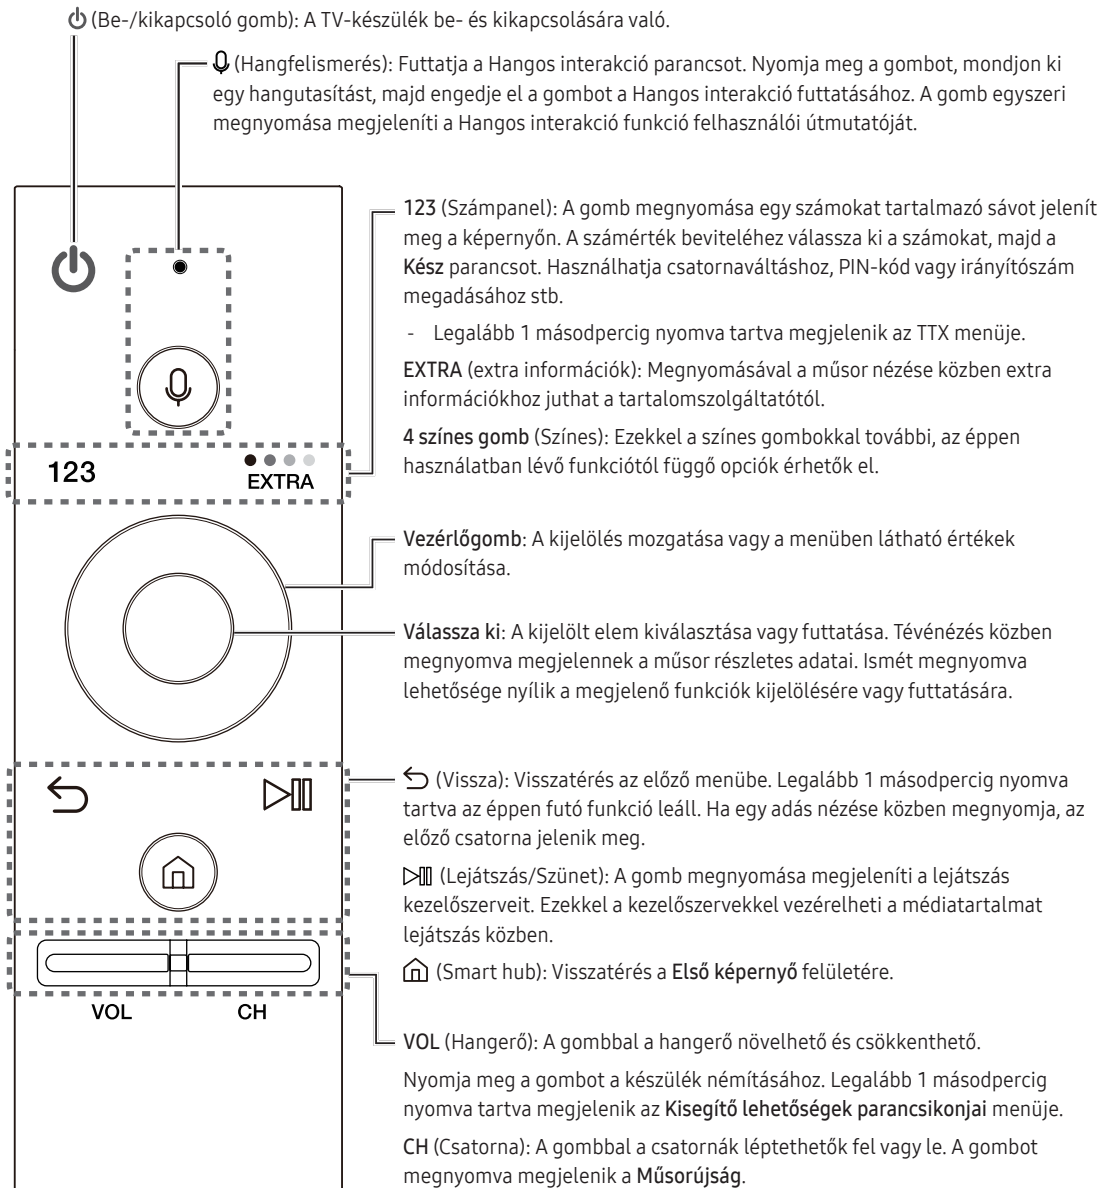 (Be-/kikapcsoló gomb): A TV-készülék be- és kikapcsolására való.
(Hangfelismerés): Futtatja a Hangos interakció parancsot. Nyomja meg a gombot, mondjon ki
egy hangutasítást, majd engedje el a gombot a Hangos interakció futtatásához. A gomb egyszeri
megnyomása megjeleníti a Hangos interakció funkció felhasználói útmutatóját.
123 (Számpanel): A gomb megnyomása egy számokat tartalmazó sávot jelenít
meg a képernyőn. A számérték beviteléhez válassza ki a számokat, majd a
Kész parancsot. Használhatja csatornaváltáshoz, PIN-kód vagy irányítószám
megadásához stb.
- Legalább 1 másodpercig nyomva tartva megjelenik az TTX menüje.
EXTRA (extra információk): Megnyomásával a műsor nézése közben extra
információkhoz juthat a tartalomszolgáltatótól.
4 színes gomb (Színes): Ezekkel a színes gombokkal további, az éppen
használatban lévő funkciótól függő opciók érhetők el.
123
EXTRA
Vezérlőgomb: A kijelölés mozgatása vagy a menüben látható értékek
módosítása.
Válassza ki: A kijelölt elem kiválasztása vagy futtatása. Tévénézés közben
megnyomva megjelennek a műsor részletes adatai. Ismét megnyomva
lehetősége nyílik a megjelenő funkciók kijelölésére vagy futtatására.
(Vissza): Visszatérés az előző menübe. Legalább 1 másodpercig nyomva
tartva az éppen futó funkció leáll. Ha egy adás nézése közben megnyomja, az
előző csatorna jelenik meg.
(Lejátszás/Szünet): A gomb megnyomása megjeleníti a lejátszás
kezelőszerveit. Ezekkel a kezelőszervekkel vezérelheti a médiatartalmat
lejátszás közben.
(Smart hub): Visszatérés a Első képernyő felületére.
VOL
CH
VOL (Hangerő): A gombbal a hangerő növelhető és csökkenthető.
Nyomja meg a gombot a készülék némításához. Legalább 1 másodpercig
nyomva tartva megjelenik az Kisegítő lehetőségek parancsikonjai menüje.
CH (Csatorna): A gombbal a csatornák léptethetők fel vagy le. A gombot
megnyomva megjelenik a Műsorújság.